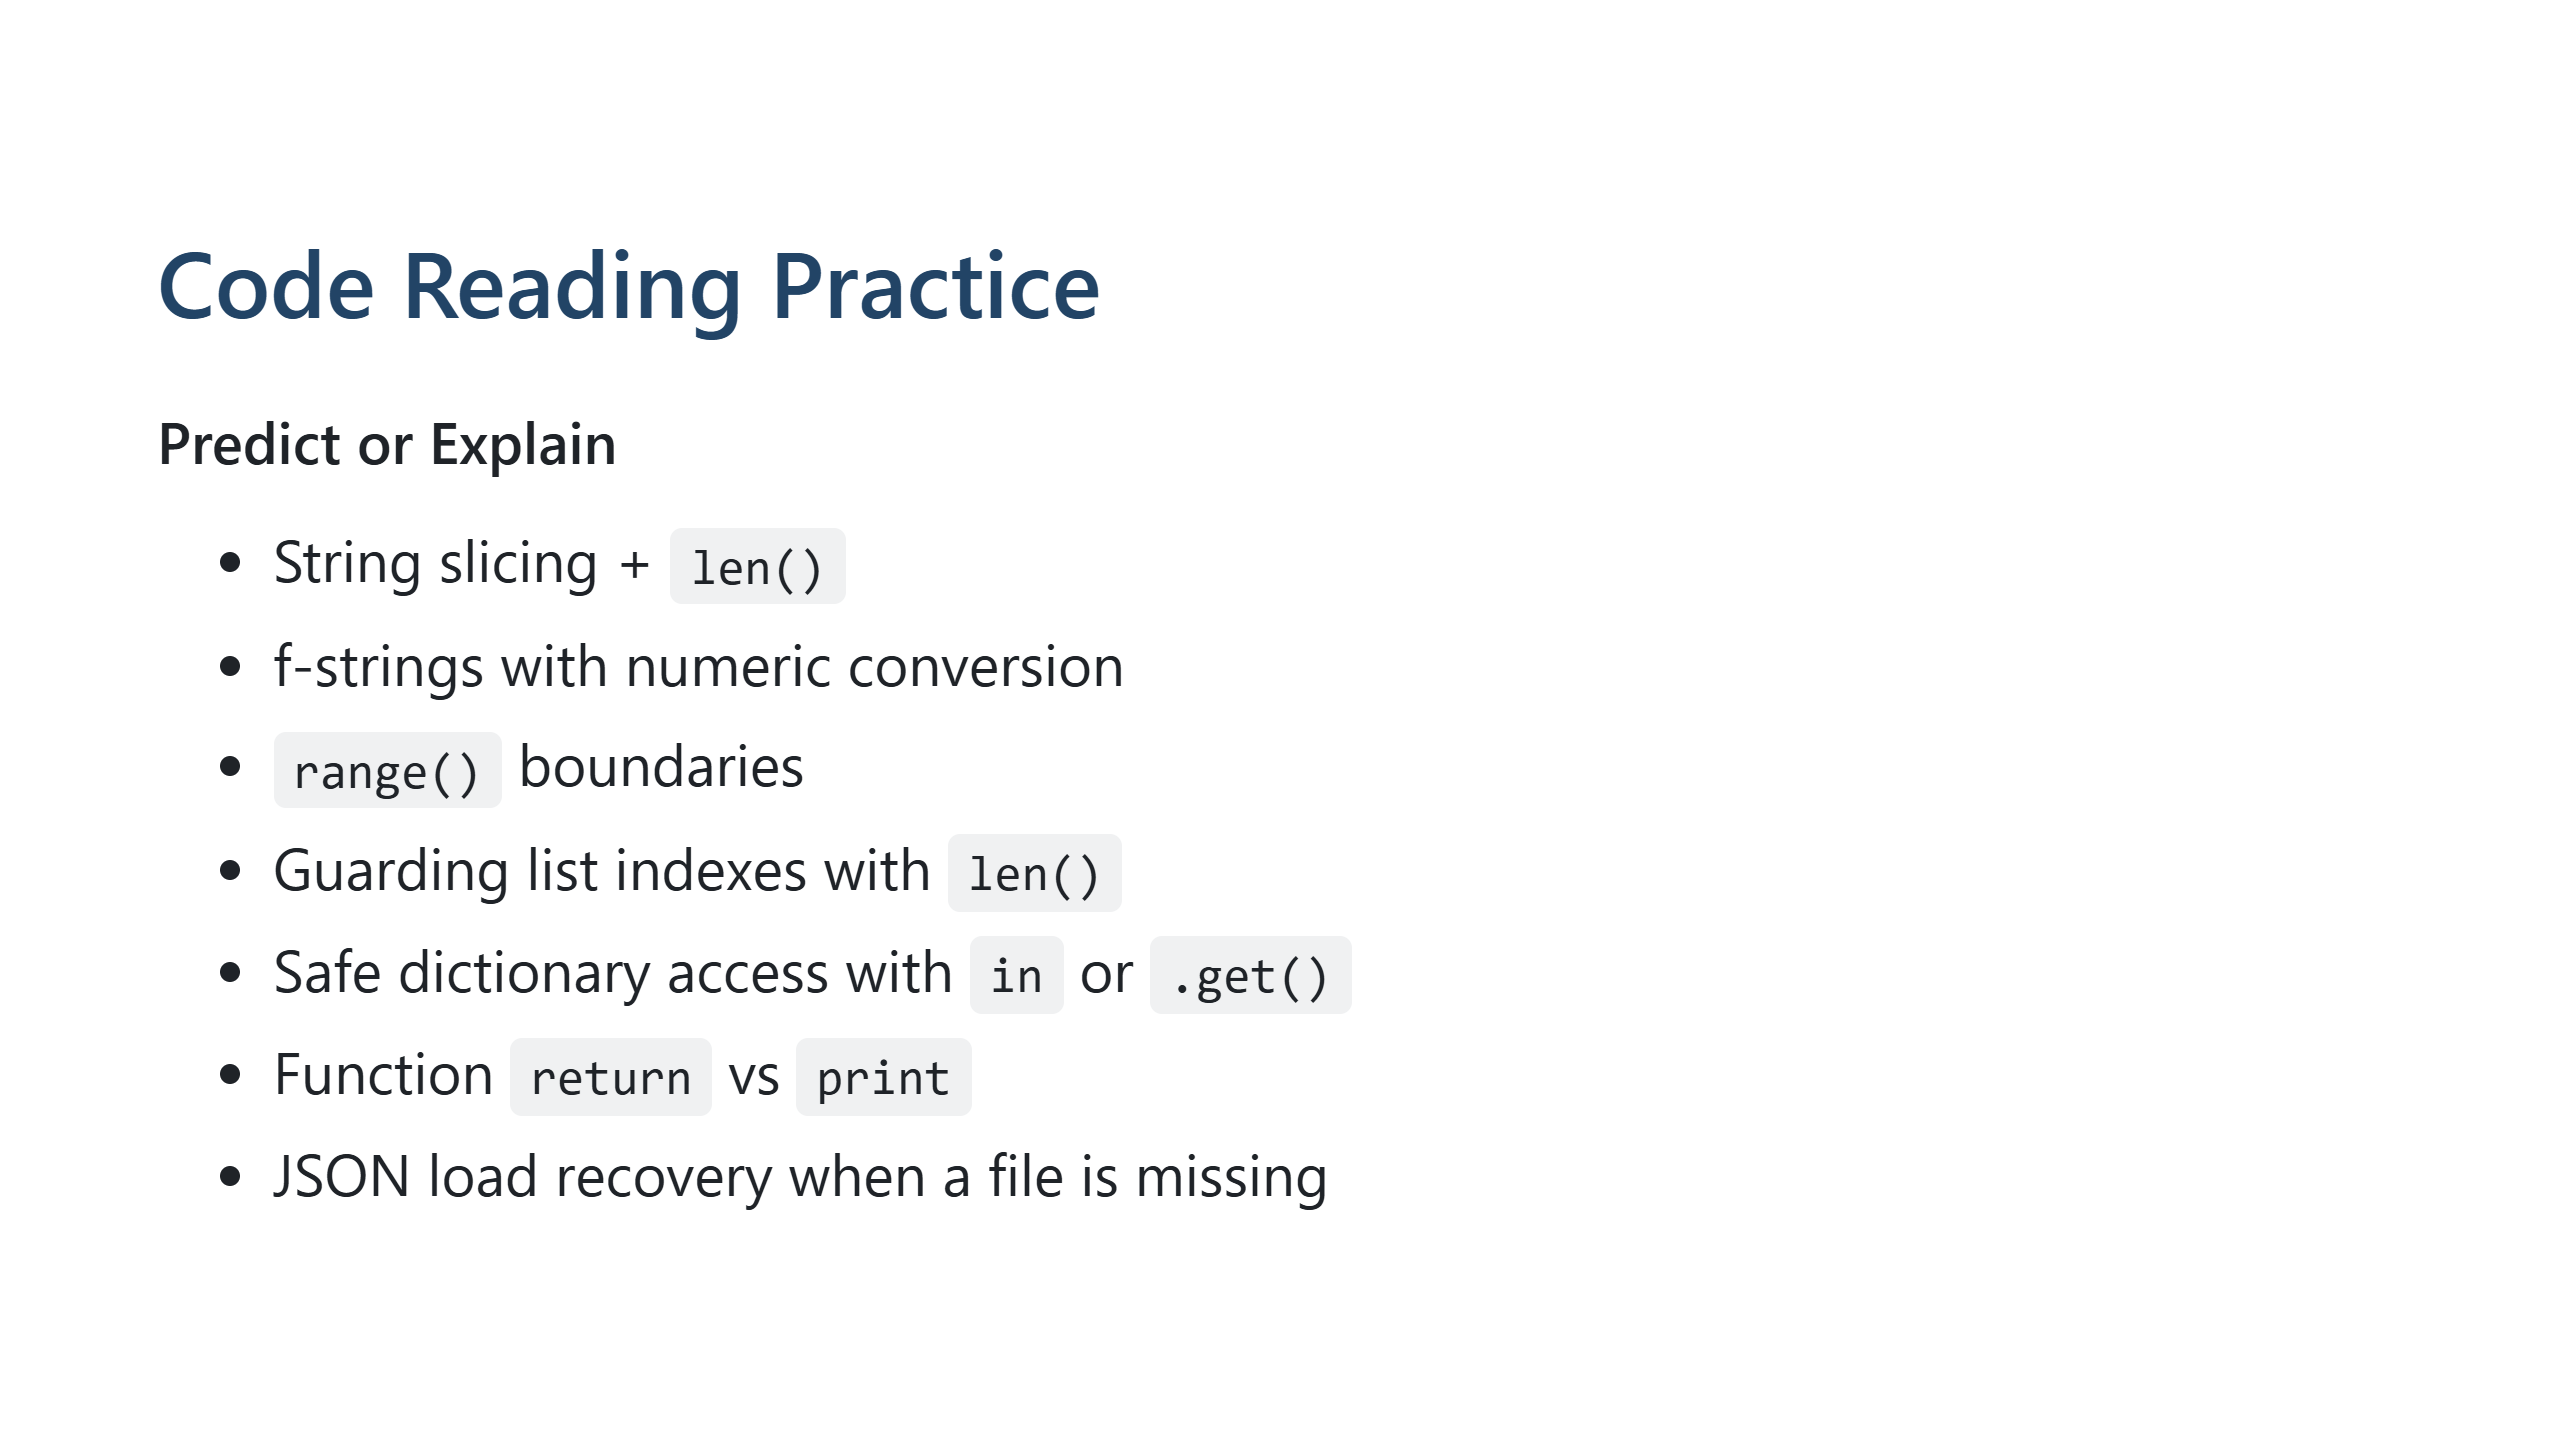 Code Reading Practice
Predict or Explain
• String slicing + len()
• f-strings with numeric conversion
• range() boundaries
• Guarding list indexes with len()
• Safe dictionary access with in or .get()
• Function return vs print
• JSON load recovery when a file is missing